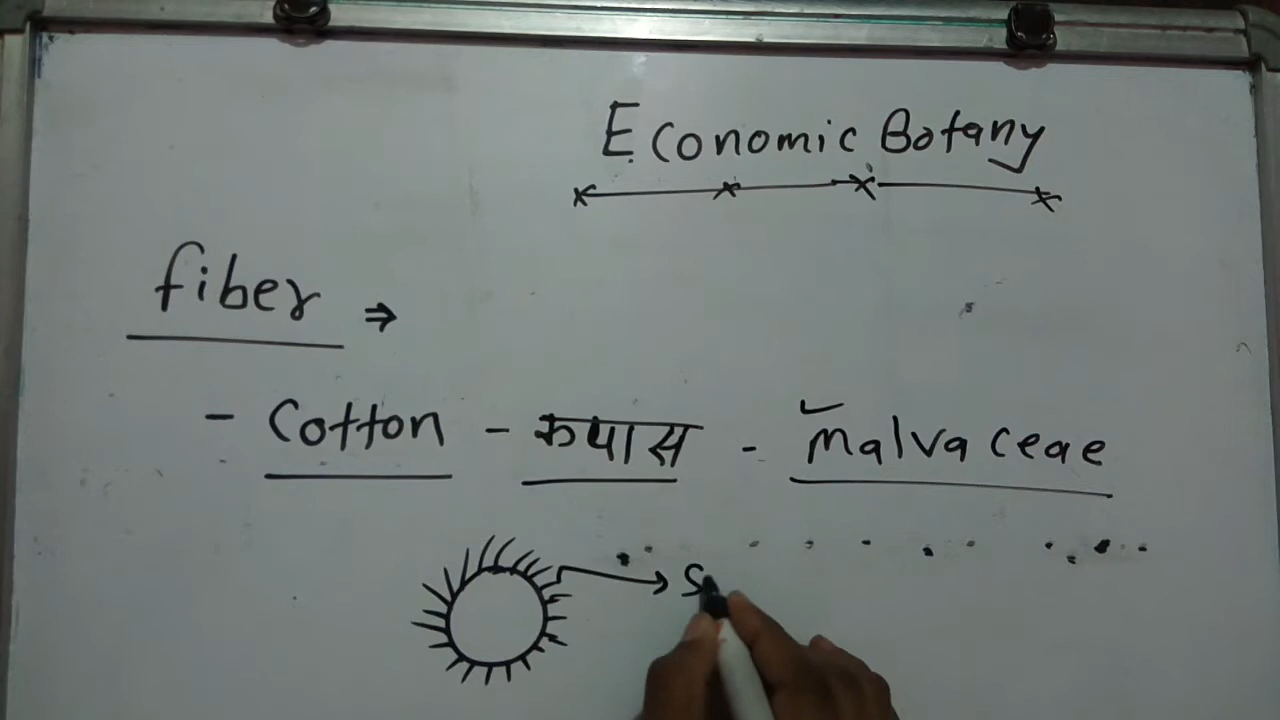 Economic Botany
fiber ⇒
- Cotton - कपास - Malvaceae
S